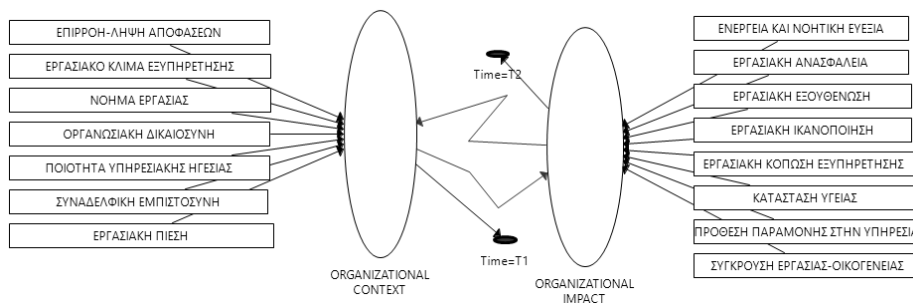 ΕΠΙΡΡΟΗ-ΛΗΨΗ ΑΠΟΦΑΣΕΩΝ
ΕΡΓΑΣΙΑΚΟ ΚΛΙΜΑ ΕΞΥΠΗΡΕΤΗΣΗΣ
ΝΟΗΜΑ ΕΡΓΑΣΙΑΣ
ΟΡΓΑΝΩΣΙΑΚΗ ΔΙΚΑΙΟΣΥΝΗ
ΠΟΙΟΤΗΤΑ ΥΠΗΡΕΣΙΑΚΗΣ ΗΓΕΣΙΑΣ
ΣΥΝΑΔΕΛΦΙΚΗ ΕΜΠΙΣΤΟΣΥΝΗ
ΕΡΓΑΣΙΑΚΗ ΠΙΕΣΗ
ORGANIZATIONAL
CONTEXT
Time=T2
Time=T1
ORGANIZATIONAL
IMPACT
ΕΝΕΡΓΕΙΑ ΚΑΙ ΝΟΗΤΙΚΗ ΕΥΕΞΙΑ
ΕΡΓΑΣΙΑΚΗ ΑΝΑΣΦΑΛΕΙΑ
ΕΡΓΑΣΙΑΚΗ ΕΞΟΥΘΕΝΩΣΗ
ΕΡΓΑΣΙΑΚΗ ΙΚΑΝΟΠΟΙΗΣΗ
ΕΡΓΑΣΙΑΚΗ ΚΟΠΩΣΗ ΕΞΥΠΗΡΕΤΗΣΗΣ
ΚΑΤΑΣΤΑΣΗ ΥΓΕΙΑΣ
ΠΡΟΘΕΣΗ ΠΑΡΑΜΟΝΗΣ ΣΤΗΝ ΥΠΗΡΕΣΙΑ
ΣΥΓΚΡΟΥΣΗ ΕΡΓΑΣΙΑΣ-ΟΙΚΟΓΕΝΕΙΑΣ